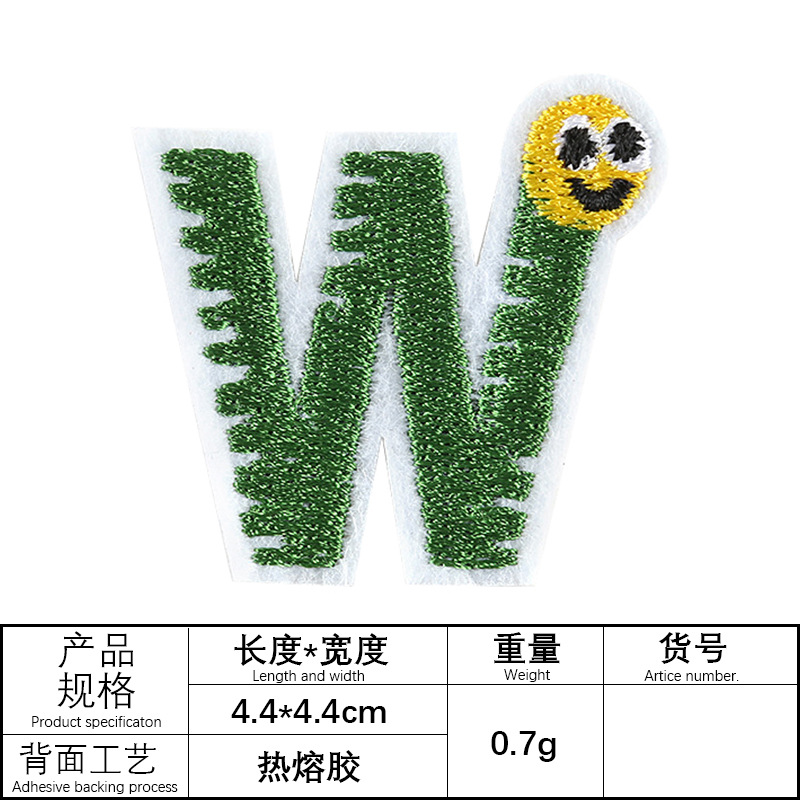 W
产品
规格
Product specificaton
长度*宽度
Length and width
重量
Weight
货号
Artice number.
4.4*4.4cm
0.7g
背面工艺
Adhesive backing process
热熔胶